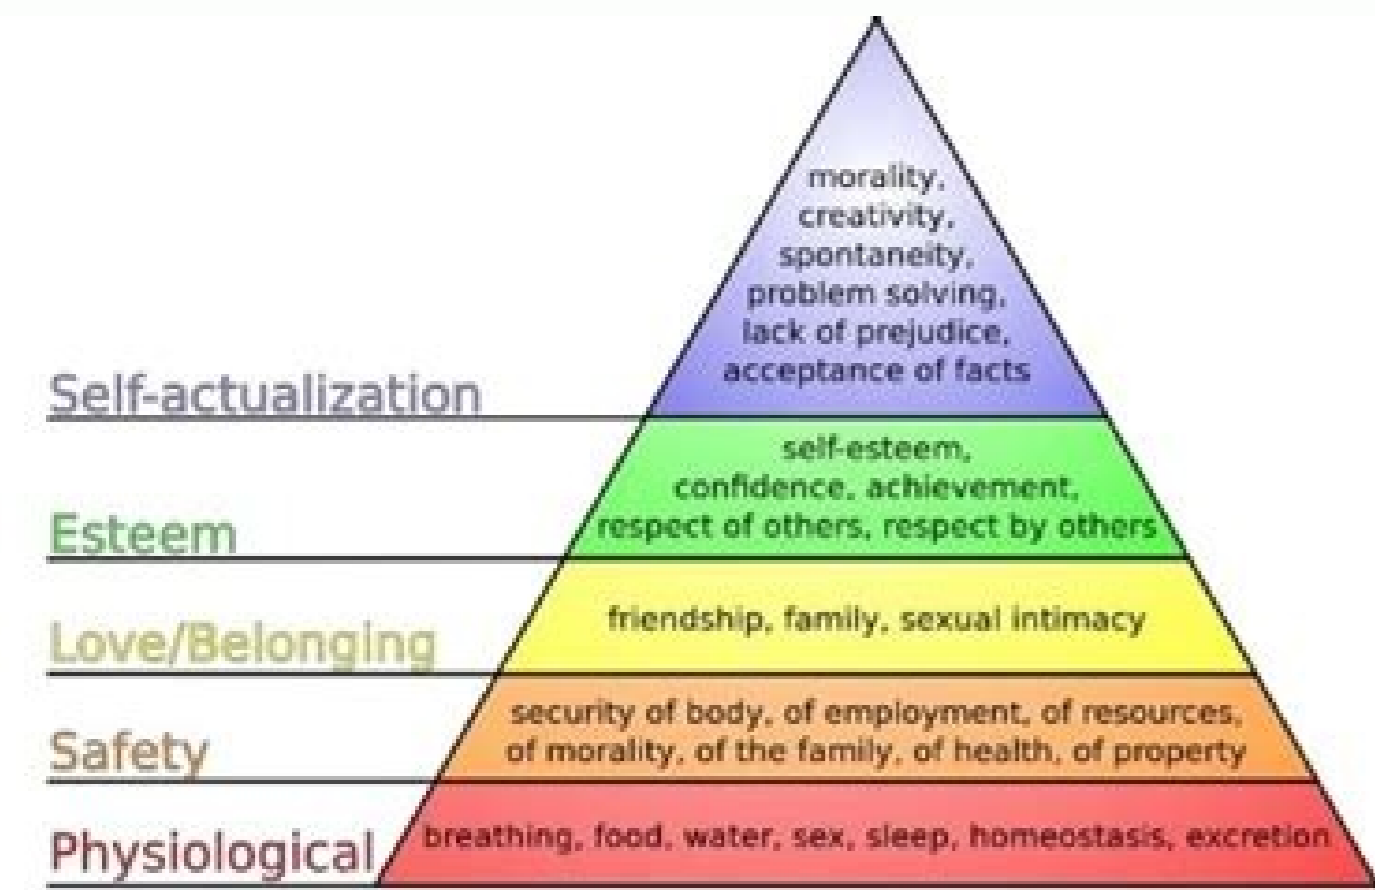 morality,
creativity,
spontaneity,
problem solving,
lack of prejudice,
acceptance of facts
Self-actualization
self-esteem,
confidence, achievement,
respect of others, respect by others
Esteem
friendship, family, sexual intimacy
Love/Belonging
security of body, of employment, of resources,
of morality, of the family, of health, of property
Safety
breathing, food, water, sex, sleep, homeostasis, excretion
Physiological